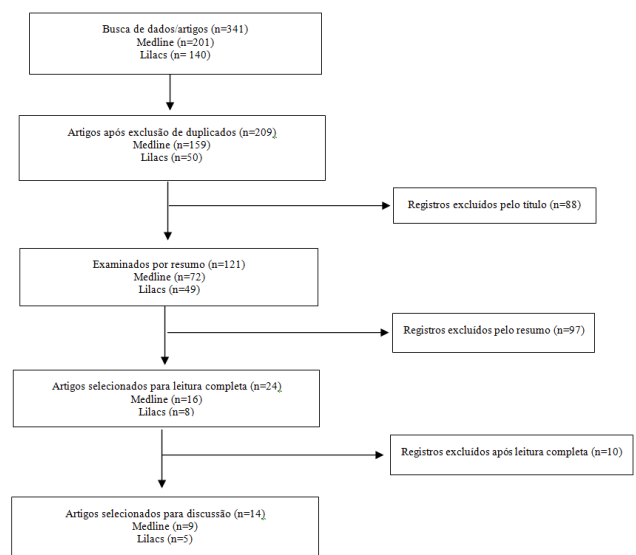 Busca de dados/artigos (n=341)
Medline (n=201)
Lilacs (n= 140)
Artigos após exclusão de duplicados (n=209)
Medline (n=159)
Lilacs (n=50)
Registros excluídos pelo título (n=88)
Examinados por resumo (n=121)
Medline (n=72)
Lilacs (n=49)
Registros excluídos pelo resumo (n=97)
Artigos selecionados para leitura completa (n=24)
Medline (n=16)
Lilacs (n=8)
Registros excluídos após leitura completa (n=10)
Artigos selecionados para discussão (n=14)
Medline (n=9)
Lilacs (n=5)